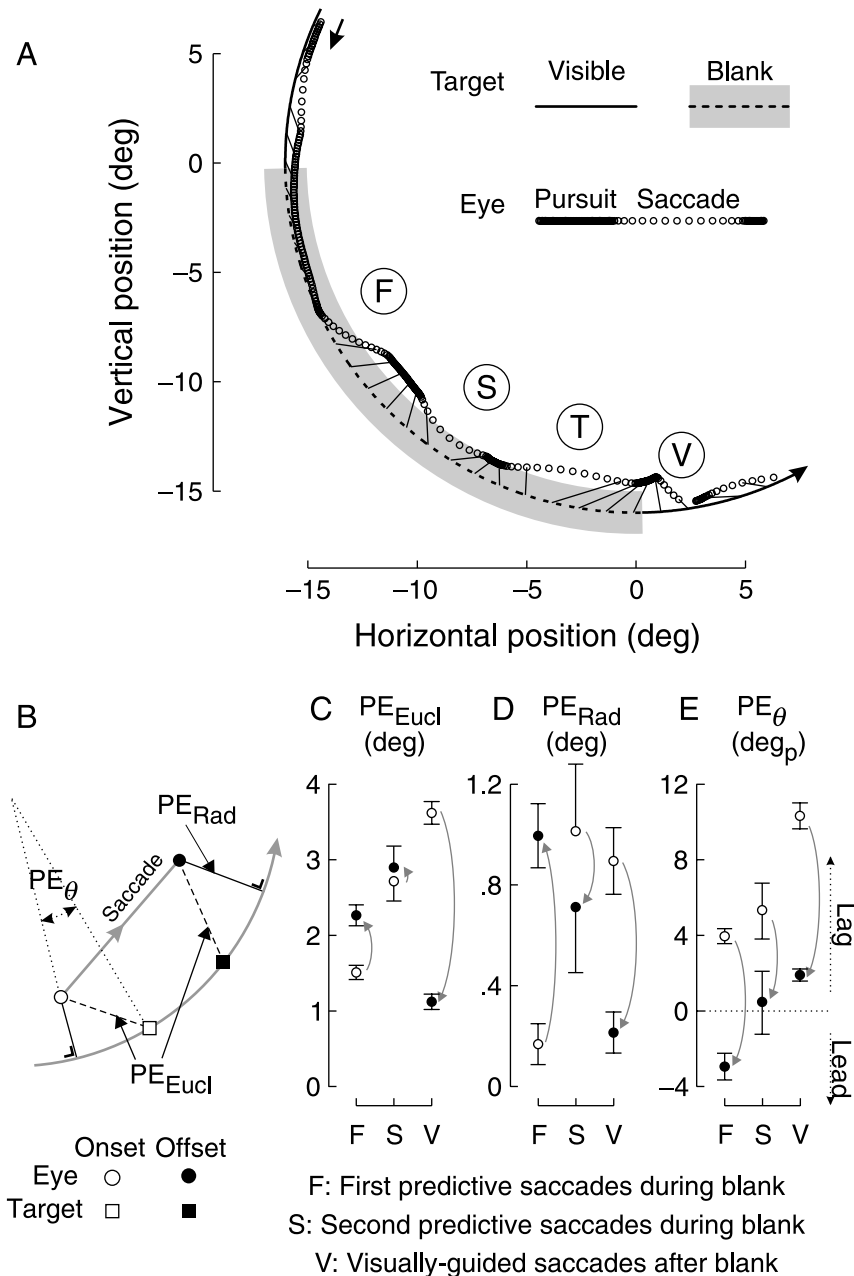 A
Visible Blank
Target
Pursuit Saccade
Eye
Vertical position (deg)
5
0
−5
−10
−15
F
S
T
V
−15 −10 −5 0 5
Horizontal position (deg)
B
PE_Rad
PE_θ
Saccade
PE_Eucl
Onset Offset
Eye
Target
C PE_Eucl
(deg)
4
3
2
1
0
F S V
D PE_Rad
(deg)
1.2
.8
.4
0
F S V
E PE_θ
(deg_p)
12
8
4
0
−4
F S V
Lag
Lead
F: First predictive saccades during blank
S: Second predictive saccades during blank
V: Visually-guided saccades after blank